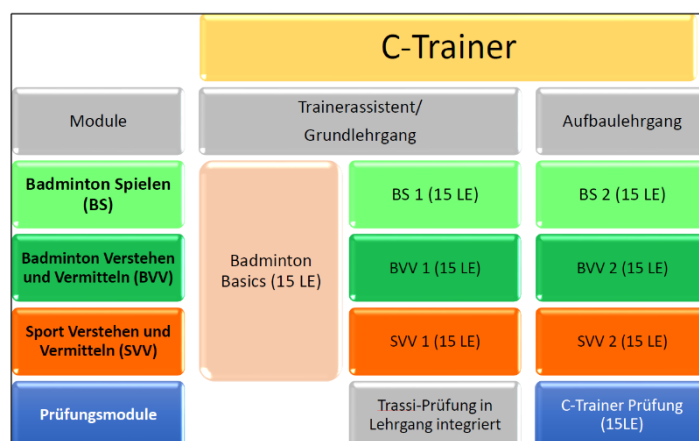 C-Trainer
Module
Trainerassistent/
Grundlehrgang
Aufbaulehrgang
Badminton Spielen
(BS)
Badminton
Basics (15 LE)
BS 1 (15 LE)
BS 2 (15 LE)
Badminton Verstehen
und Vermitteln (BVV)
BVV 1 (15 LE)
BVV 2 (15 LE)
Sport Verstehen und
Vermitteln (SVV)
SVV 1 (15 LE)
SVV 2 (15 LE)
Prüfungsmodule
Trassi-Prüfung in
Lehrgang integriert
C-Trainer Prüfung
(15LE)